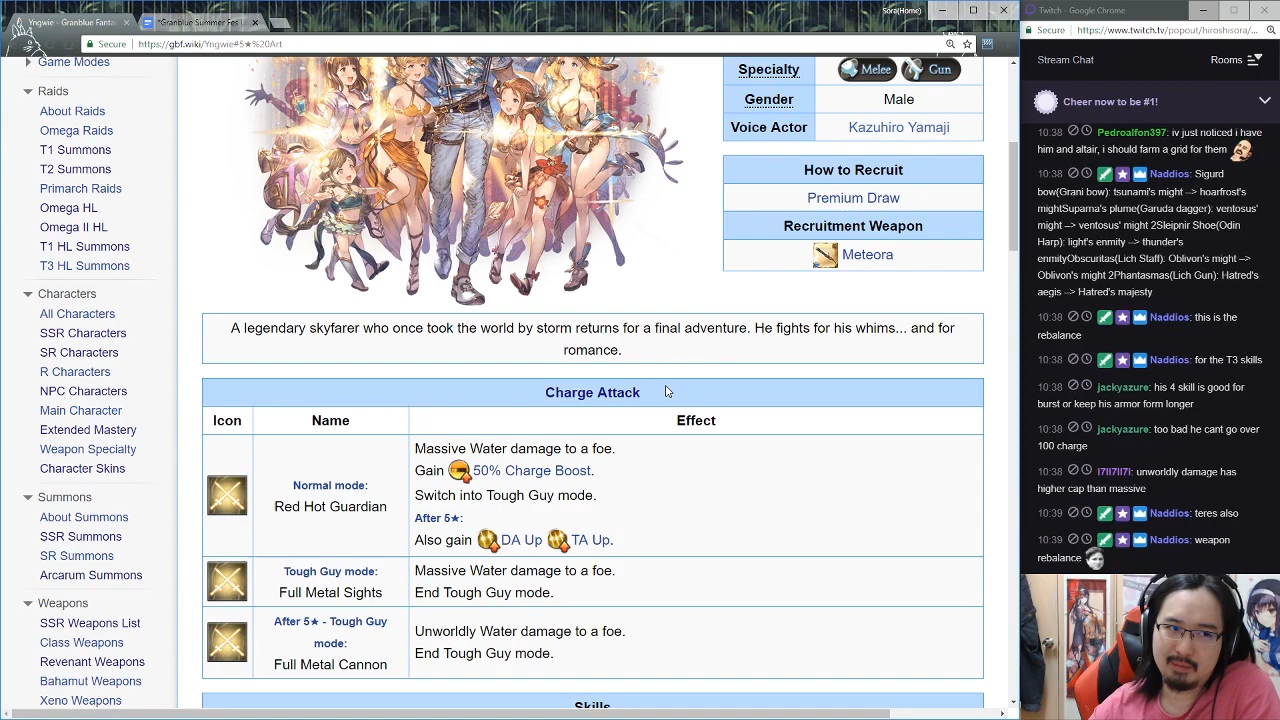 Yngwie - Granblue Fanta
*Granblue Summer Fes
Sora(Home)
Secure
https://gbf.wiki/Yngwie#5★%20Art
Game Modes
Raids
About Raids
Omega Raids
T1 Summons
T2 Summons
Primarch Raids
Omega HL
Omega II HL
T1 HL Summons
T3 HL Summons
Characters
All Characters
SSR Characters
SR Characters
R Characters
NPC Characters
Main Character
Extended Mastery
Weapon Specialty
Character Skins
Summons
About Summons
SSR Summons
SR Summons
Arcarum Summons
Weapons
SSR Weapons List
Class Weapons
Revenant Weapons
Bahamut Weapons
Xeno Weapons
Specialty Melee Gun
Gender Male
Voice Actor Kazuhiro Yamaji
How to Recruit
Premium Draw
Recruitment Weapon
Meteora
A legendary skyfarer who once took the world by storm returns for a final adventure. He fights for his whims... and for
romance.
Charge Attack
Icon Name Effect
Normal mode:
Red Hot Guardian
Massive Water damage to a foe.
Gain 50% Charge Boost.
Switch into Tough Guy mode.
After 5★:
Also gain DA Up TA Up.
Tough Guy mode:
Full Metal Sights
Massive Water damage to a foe.
End Tough Guy mode.
After 5★ - Tough Guy
mode:
Full Metal Cannon
Unworldly Water damage to a foe.
End Tough Guy mode.
Skills
Twitch - Google Chrome
Secure
https://www.twitch.tv/popout/hiroshisora/...
Stream Chat Rooms
Cheer now to be #1!
10:38 Pedroalfon397: iv just noticed i have
him and altair, i should farm a grid for them
10:38 Naddios: Sigurd
bow(Grani bow): tsunami's might --> hoarfrost's
mightSuparna's plume(Garuda dagger): ventosus'
might --> ventosus' might 2Sleipnir Shoe(Odin
Harp): light's enmity --> thunder's
enmityObscuritas(Lich Staff): Oblivon's might -->
Oblivon's might 2Phantasmas(Lich Gun): Hatred's
aegis --> Hatred's majesty
10:38 Naddios: this is the
rebalance
10:38 Naddios: for the T3 skills
10:38 jackyazure: his 4 skill is good for
burst or keep his armor form longer
10:38 jackyazure: too bad he cant go over
100 charge
10:38 l7ll7ll7l: unworldly damage has
higher cap than massive
10:39 Naddios: teres also
10:39 Naddios: weapon
rebalance